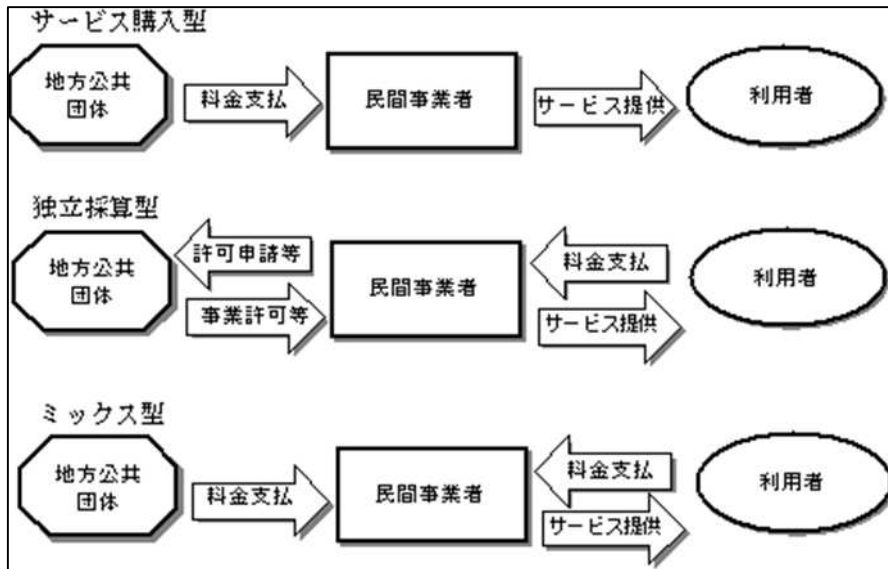 サービス購入型
地方公共
団体
料金支払
民間事業者
サービス提供
利用者
独立採算型
地方公共
団体
許可申請等
事業許可等
民間事業者
料金支払
サービス提供
利用者
ミックス型
地方公共
団体
料金支払
民間事業者
料金支払
サービス提供
利用者